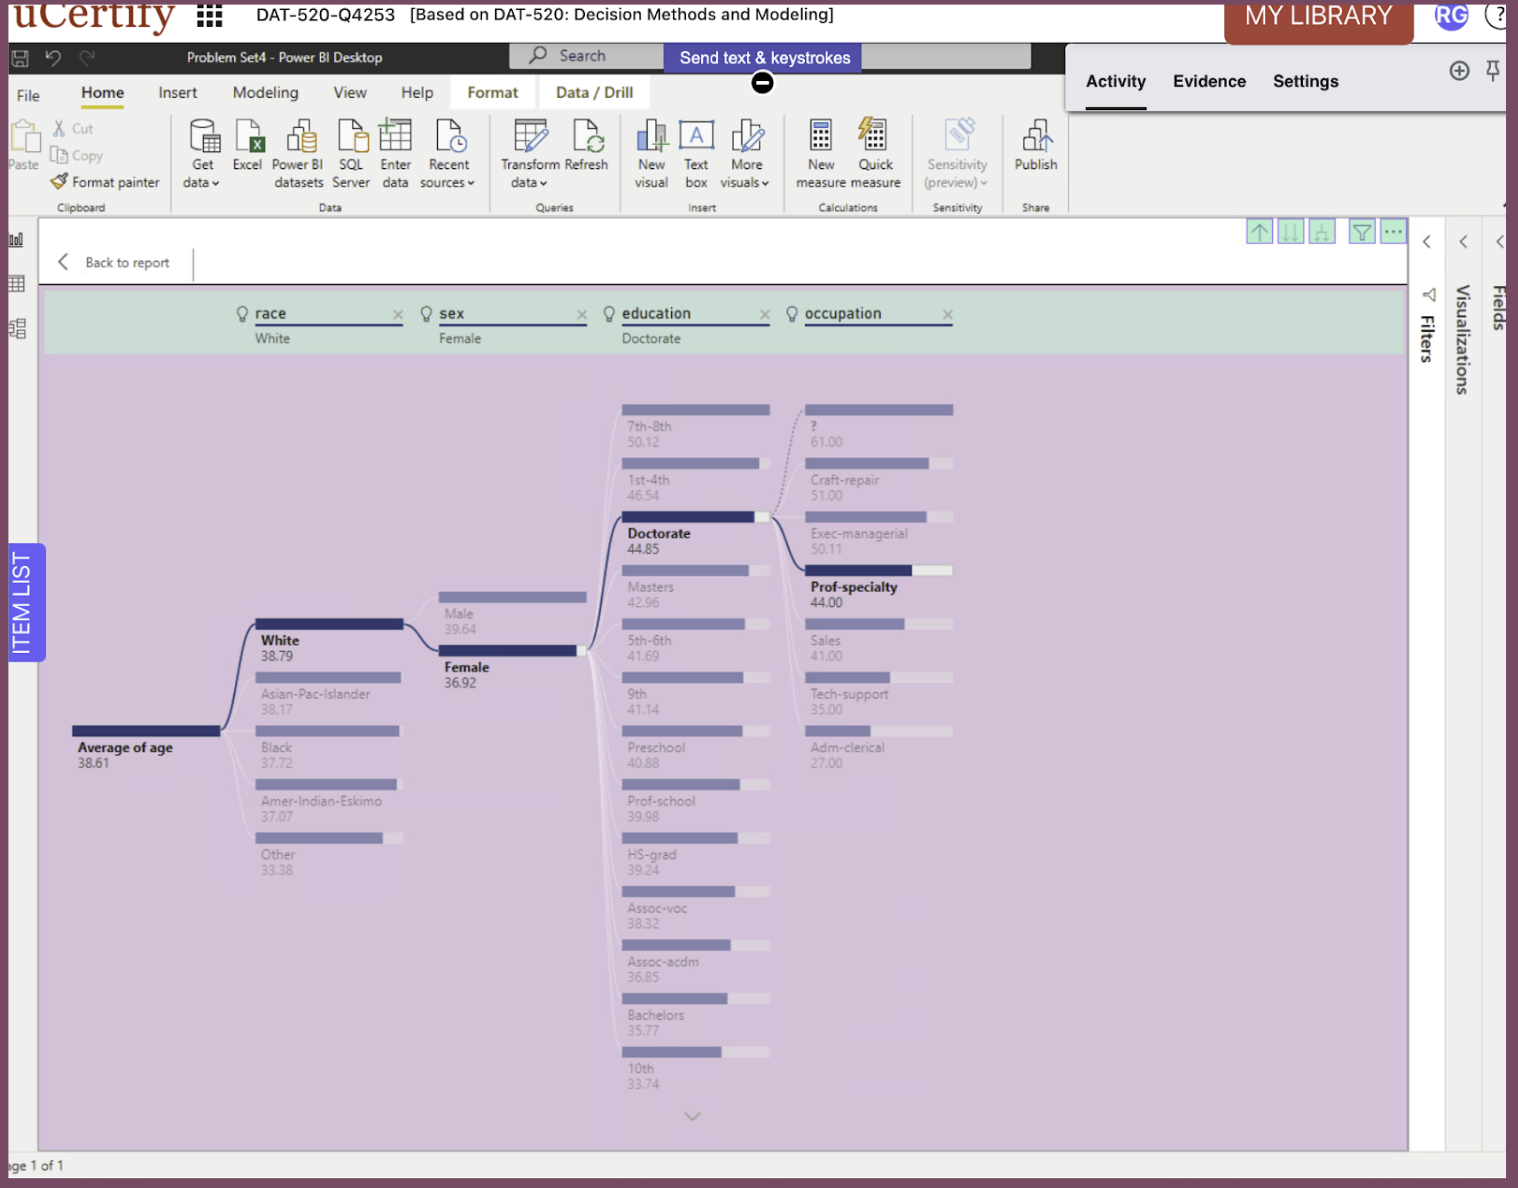 uCertify
DAT-520-Q4253 [Based on DAT-520: Decision Methods and Modeling]
MY LIBRARY
RG
?
Problem Set4 - Power BI Desktop
Search
Send text & keystrokes
Activity
Evidence
Settings
File
Home
Insert
Modeling
View
Help
Format
Data / Drill
Paste
Cut
Copy
Format painter
Clipboard
Get data
Excel
Power BI datasets
SQL Server
Enter data
Recent sources
Data
Transform data
Refresh
Queries
New visual
Text box
More visuals
Insert
New measure
Quick measure
Calculations
Sensitivity (preview)
Sensitivity
Publish
Share
Back to report
race
White
sex
Female
education
Doctorate
occupation
Filters
Visualizations
Fields
ITEM LIST
Average of age
38.61
White
38.79
Asian-Pac-Islander
38.17
Black
37.72
Amer-Indian-Eskimo
37.07
Other
33.38
Male
39.64
Female
36.92
7th-8th
50.12
1st-4th
46.54
Doctorate
44.85
Masters
42.96
5th-6th
41.69
9th
41.14
Preschool
40.88
Prof-school
39.98
HS-grad
39.24
Assoc-voc
38.32
Assoc-acdm
36.85
Bachelors
35.77
10th
33.74
?
61.00
Craft-repair
51.00
Exec-managerial
50.11
Prof-specialty
44.00
Sales
41.00
Tech-support
35.00
Adm-clerical
27.00
age 1 of 1